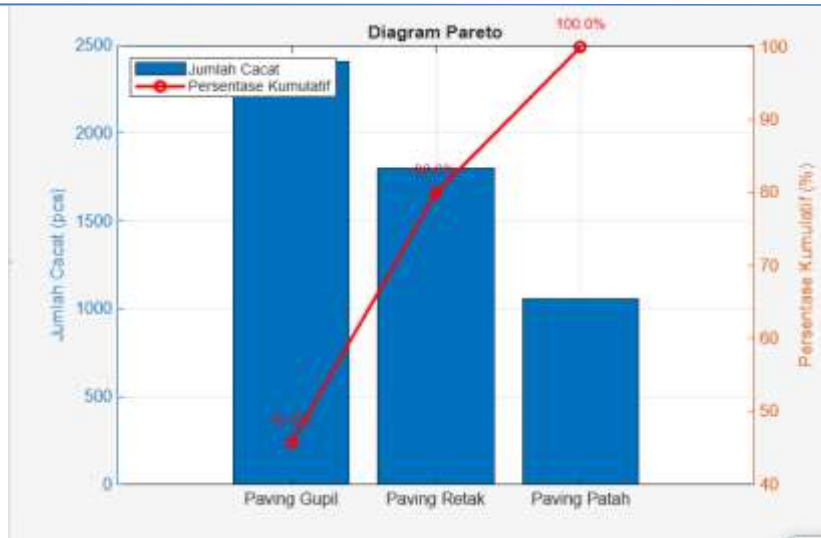 Diagram Pareto
Jumlah Cacat
Persentase Kumulatif
100.0%
2500
2000
1500
1000
500
0
Jumlah Cacat (pcs)
100
90
80
70
60
50
40
Persentase Kumulatif (%)
Paving Gupil
Paving Retak
Paving Patah